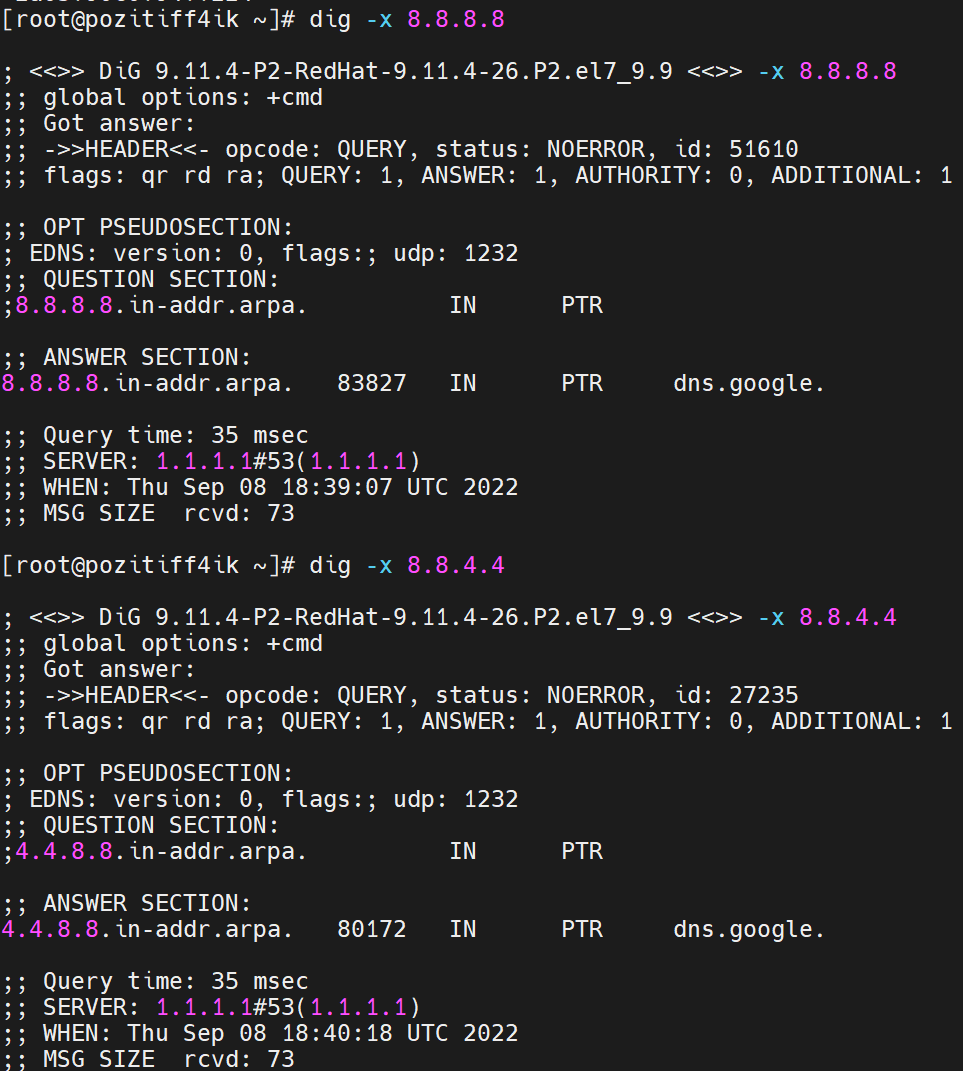 [root@pozitiff4ik ~]# dig -x 8.8.8.8

; <<>> DiG 9.11.4-P2-RedHat-9.11.4-26.P2.el7_9.9 <<>> -x 8.8.8.8
;; global options: +cmd
;; Got answer:
;; ->>HEADER<<- opcode: QUERY, status: NOERROR, id: 51610
;; flags: qr rd ra; QUERY: 1, ANSWER: 1, AUTHORITY: 0, ADDITIONAL: 1

;; OPT PSEUDOSECTION:
; EDNS: version: 0, flags:; udp: 1232
;; QUESTION SECTION:
;8.8.8.8.in-addr.arpa.          IN      PTR

;; ANSWER SECTION:
8.8.8.8.in-addr.arpa.   83827   IN      PTR     dns.google.

;; Query time: 35 msec
;; SERVER: 1.1.1.1#53(1.1.1.1)
;; WHEN: Thu Sep 08 18:39:07 UTC 2022
;; MSG SIZE  rcvd: 73

[root@pozitiff4ik ~]# dig -x 8.8.4.4

; <<>> DiG 9.11.4-P2-RedHat-9.11.4-26.P2.el7_9.9 <<>> -x 8.8.4.4
;; global options: +cmd
;; Got answer:
;; ->>HEADER<<- opcode: QUERY, status: NOERROR, id: 27235
;; flags: qr rd ra; QUERY: 1, ANSWER: 1, AUTHORITY: 0, ADDITIONAL: 1

;; OPT PSEUDOSECTION:
; EDNS: version: 0, flags:; udp: 1232
;; QUESTION SECTION:
;4.4.8.8.in-addr.arpa.          IN      PTR

;; ANSWER SECTION:
4.4.8.8.in-addr.arpa.   80172   IN      PTR     dns.google.

;; Query time: 35 msec
;; SERVER: 1.1.1.1#53(1.1.1.1)
;; WHEN: Thu Sep 08 18:40:18 UTC 2022
;; MSG SIZE  rcvd: 73